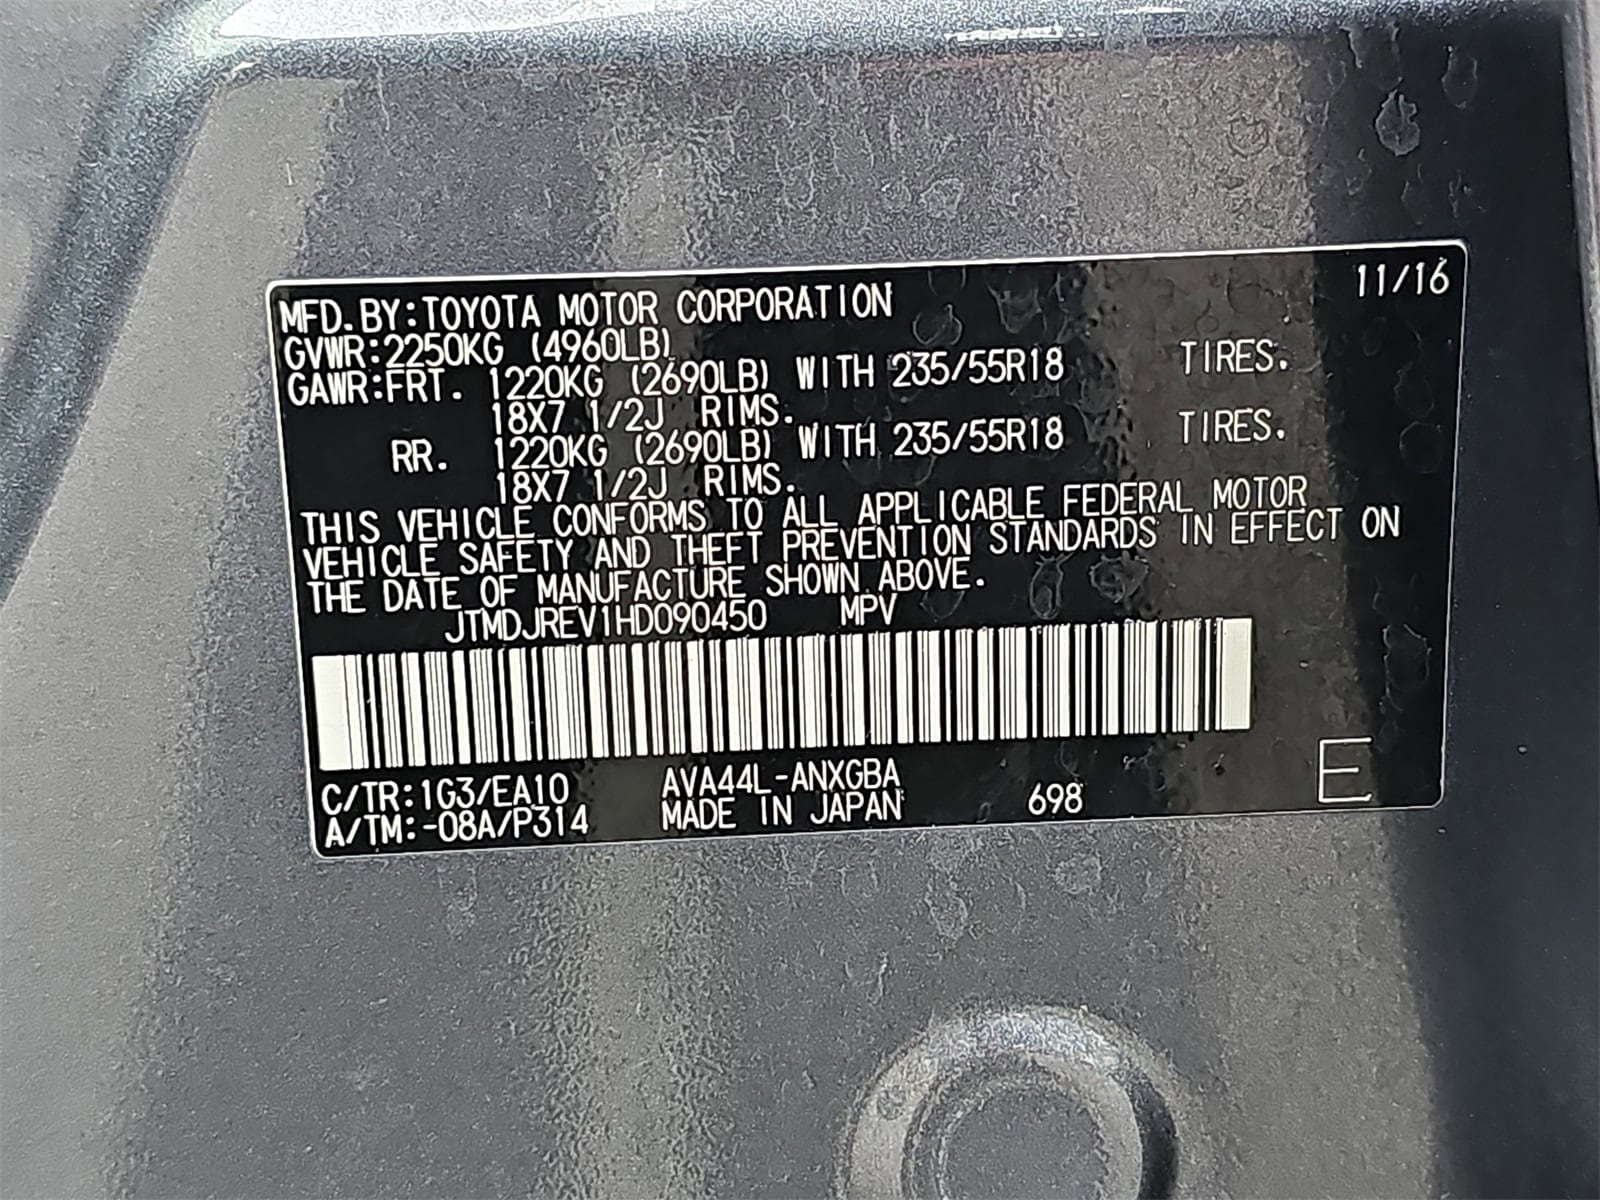 11/16
MFD.BY:TOYOTA MOTOR CORPORATION
GVWR:2250KG (4960LB)
GAWR:FRT. 1220KG (2690LB) WITH 235/55R18 TIRES.
18X7 1/2J RIMS.
RR. 1220KG (2690LB) WITH 235/55R18 TIRES.
18X7 1/2J RIMS.
THIS VEHICLE CONFORMS TO ALL APPLICABLE FEDERAL MOTOR
VEHICLE SAFETY AND THEFT PREVENTION STANDARDS IN EFFECT ON
THE DATE OF MANUFACTURE SHOWN ABOVE.
JTMDJREV1HD090450 MPV
C/TR:1G3/EA10 AVA44L-ANXGBA
A/TM:-08A/P314 MADE IN JAPAN 698 E